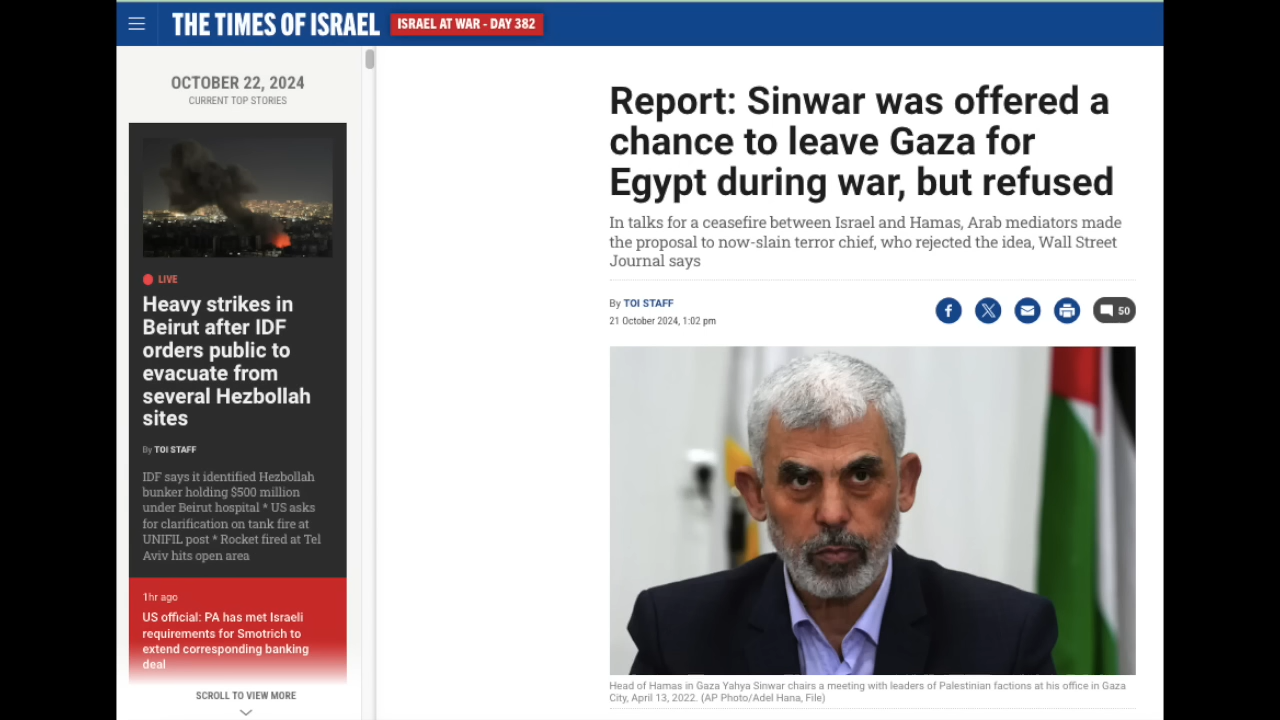 THE TIMES OF ISRAEL
ISRAEL AT WAR - DAY 382
OCTOBER 22, 2024
CURRENT TOP STORIES
LIVE
Heavy strikes in
Beirut after IDF
orders public to
evacuate from
several Hezbollah
sites
By TOI STAFF
IDF says it identified Hezbollah
bunker holding $500 million
under Beirut hospital * US asks
for clarification on tank fire at
UNIFIL post * Rocket fired at Tel
Aviv hits open area
1hr ago
US official: PA has met Israeli
requirements for Smotrich to
extend corresponding banking
deal
SCROLL TO VIEW MORE
Report: Sinwar was offered a
chance to leave Gaza for
Egypt during war, but refused
In talks for a ceasefire between Israel and Hamas, Arab mediators made
the proposal to now-slain terror chief, who rejected the idea, Wall Street
Journal says
By TOI STAFF
21 October 2024, 1:02 pm
50
Head of Hamas in Gaza Yahya Sinwar chairs a meeting with leaders of Palestinian factions at his office in Gaza
City, April 13, 2022. (AP Photo/Adel Hana, File)